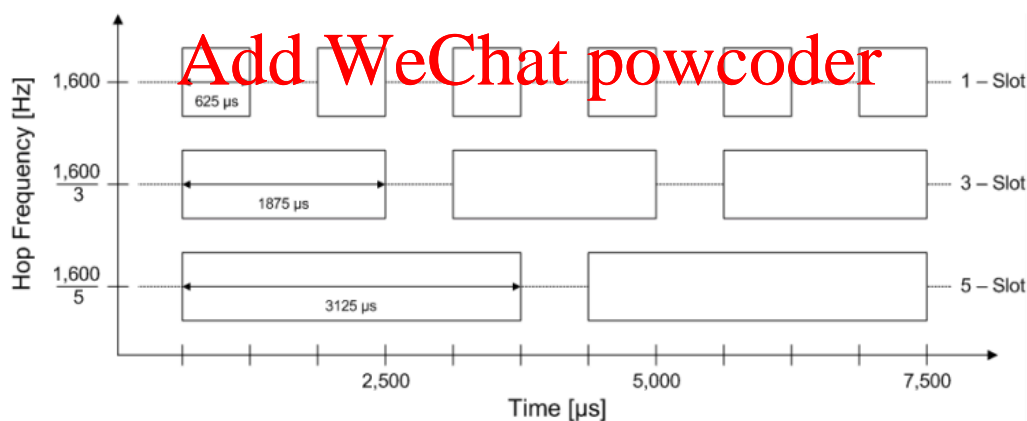 Add WeChat powcoder
Hop Frequency [Hz]
1,600
625 µs
1 – Slot
1,600
3
1875 µs
3 – Slot
1,600
5
3125 µs
5 – Slot
2,500
5,000
7,500
Time [µs]